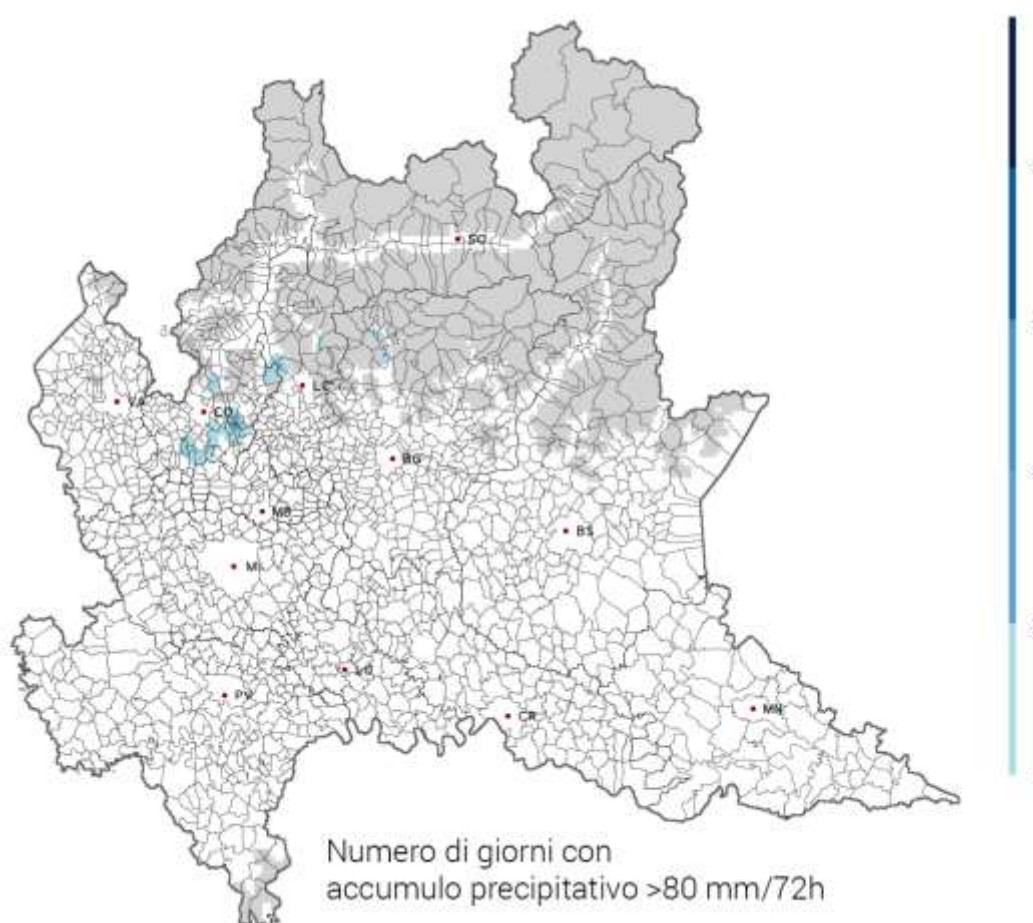 SO
VA
CO
LC
BG
MB
BS
MI
LO
PV
CR
MN
Numero di giorni con
accumulo precipitativo >80 mm/72h